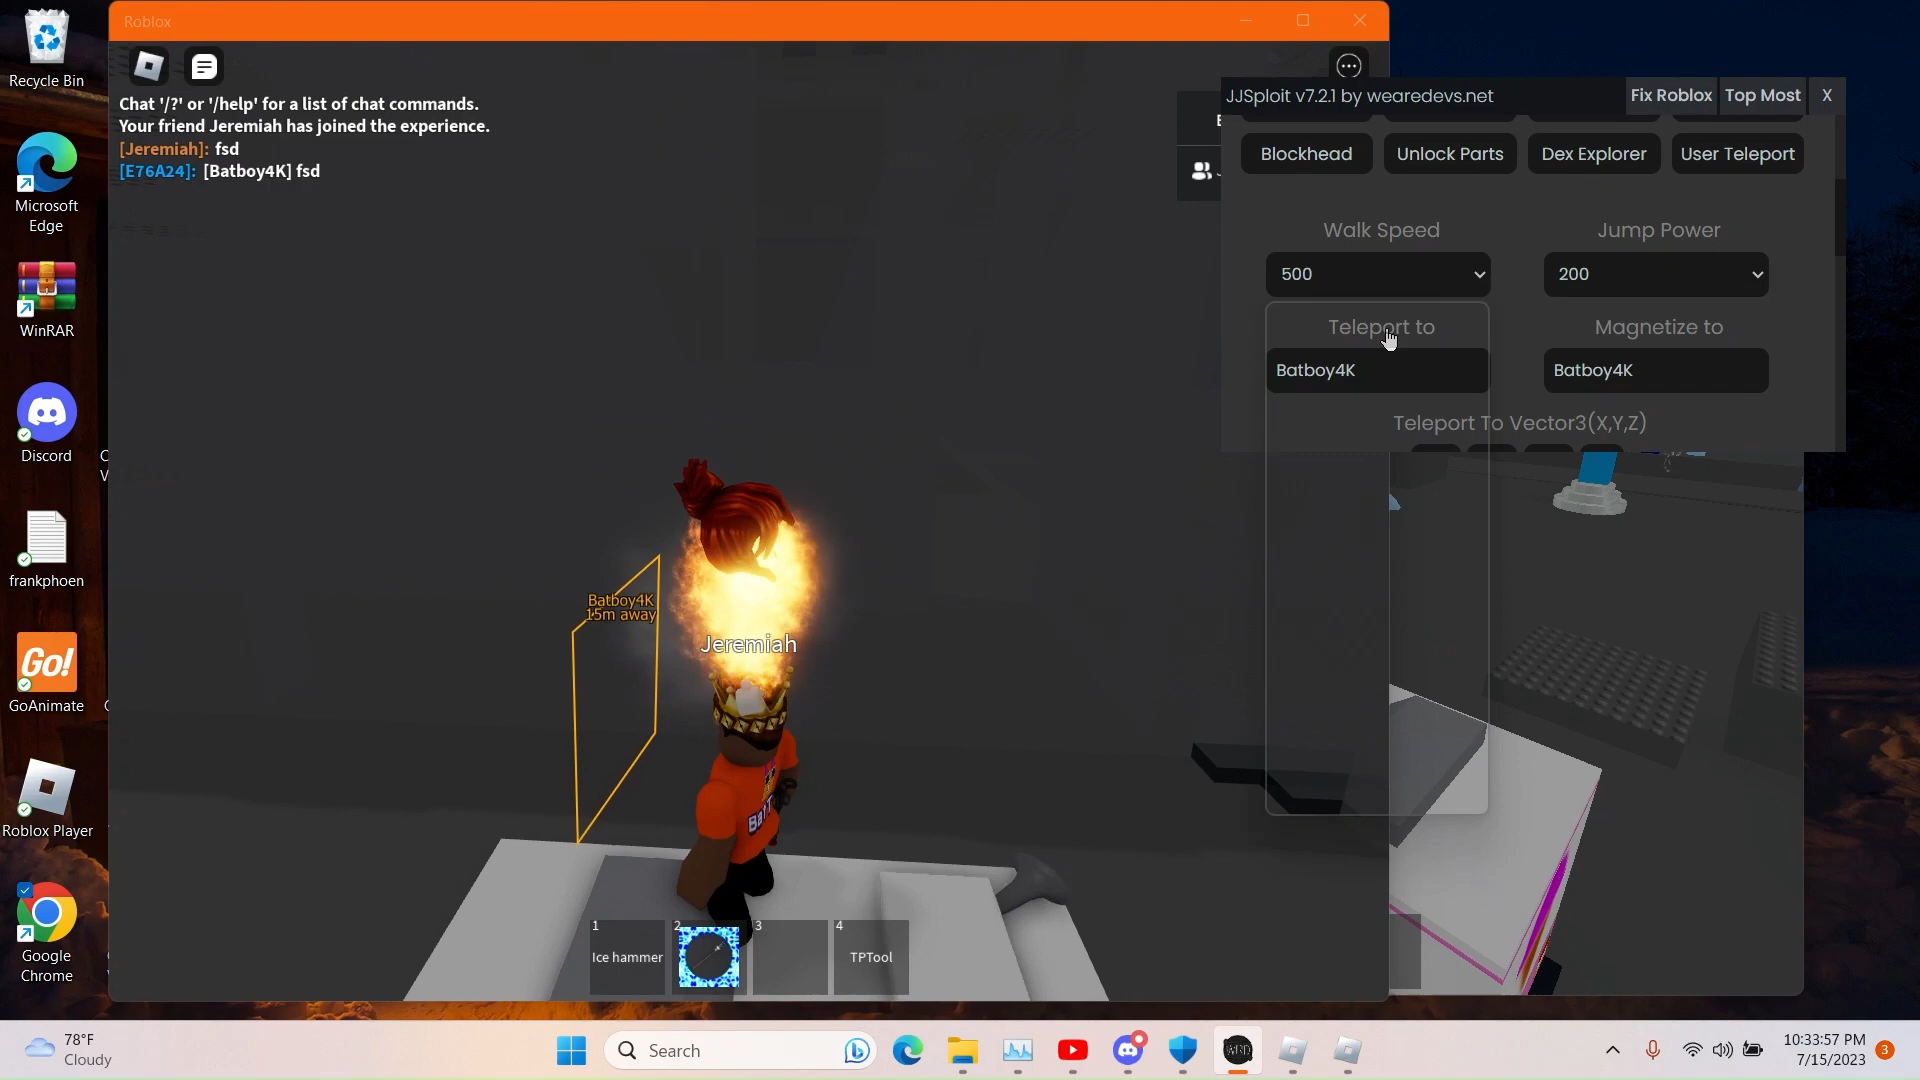 Recycle Bin
Microsoft
Edge
WinRAR
Discord
frankphoen
Go!
GoAnimate
Roblox Player
Google
Chrome
Roblox
Chat '/?' or '/help' for a list of chat commands.
Your friend Jeremiah has joined the experience.
[Jeremiah]: fsd
[E76A24]: [Batboy4K] fsd
JJSploit v7.2.1 by wearedevs.net
Fix Roblox
Top Most
X
Blockhead
Unlock Parts
Dex Explorer
User Teleport
Walk Speed
Jump Power
500
200
Teleport to
Magnetize to
Batboy4K
Batboy4K
Teleport To Vector3(X,Y,Z)
Batboy4K
15m away
Jeremiah
1
Ice hammer
2
3
4
TPTool
78°F
Cloudy
Search
WRD
10:33:57 PM
7/15/2023
3